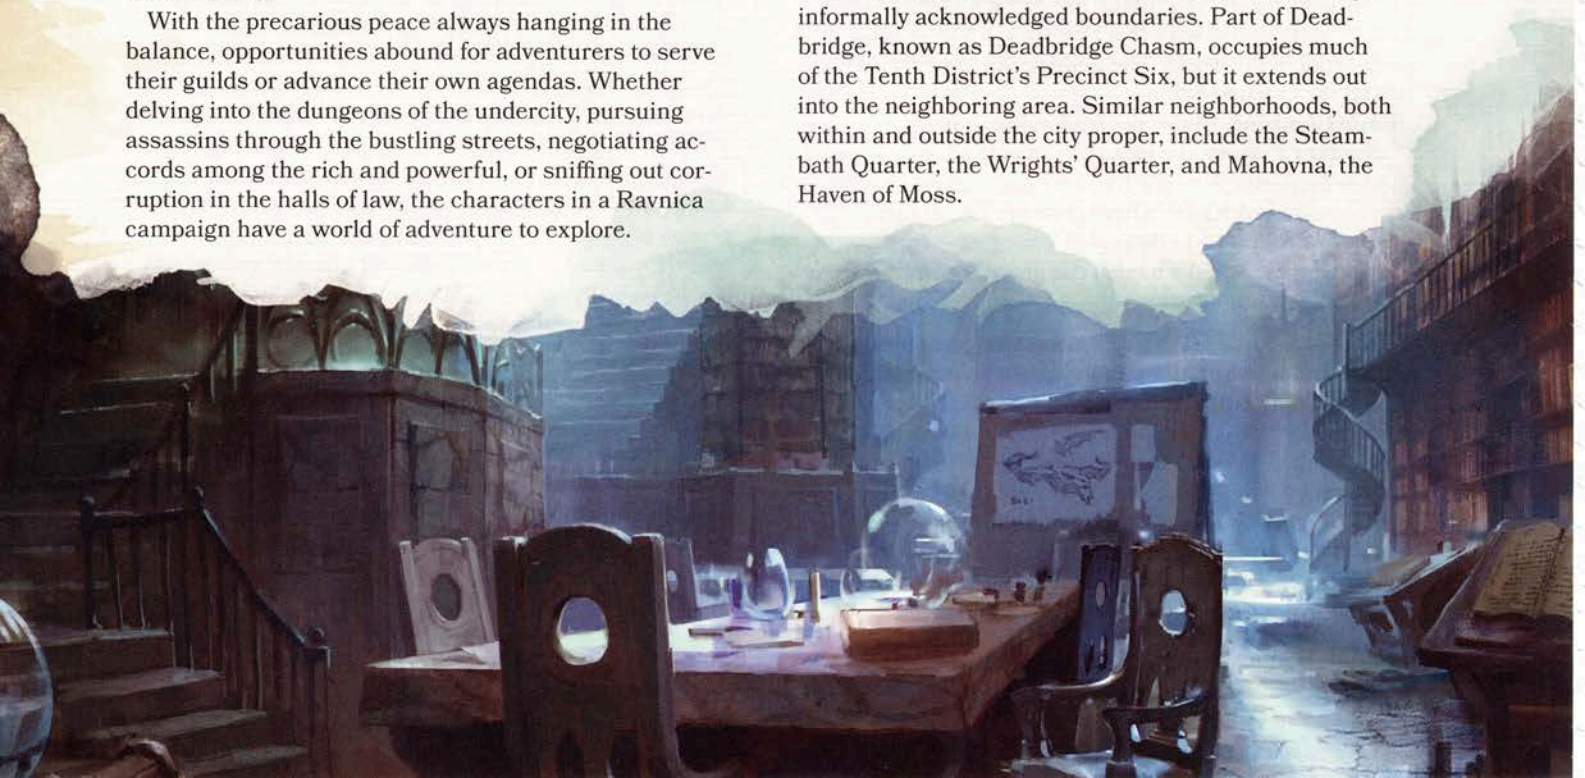 With the precarious peace always hanging in the
balance, opportunities abound for adventurers to serve
their guilds or advance their own agendas. Whether
delving into the dungeons of the undercity, pursuing
assassins through the bustling streets, negotiating ac-
cords among the rich and powerful, or sniffing out cor-
ruption in the halls of law, the characters in a Ravnica
campaign have a world of adventure to explore.
informally acknowledged boundaries. Part of Dead-
bridge, known as Deadbridge Chasm, occupies much
of the Tenth District's Precinct Six, but it extends out
into the neighboring area. Similar neighborhoods, both
within and outside the city proper, include the Steam-
bath Quarter, the Wrights' Quarter, and Mahovna, the
Haven of Moss.